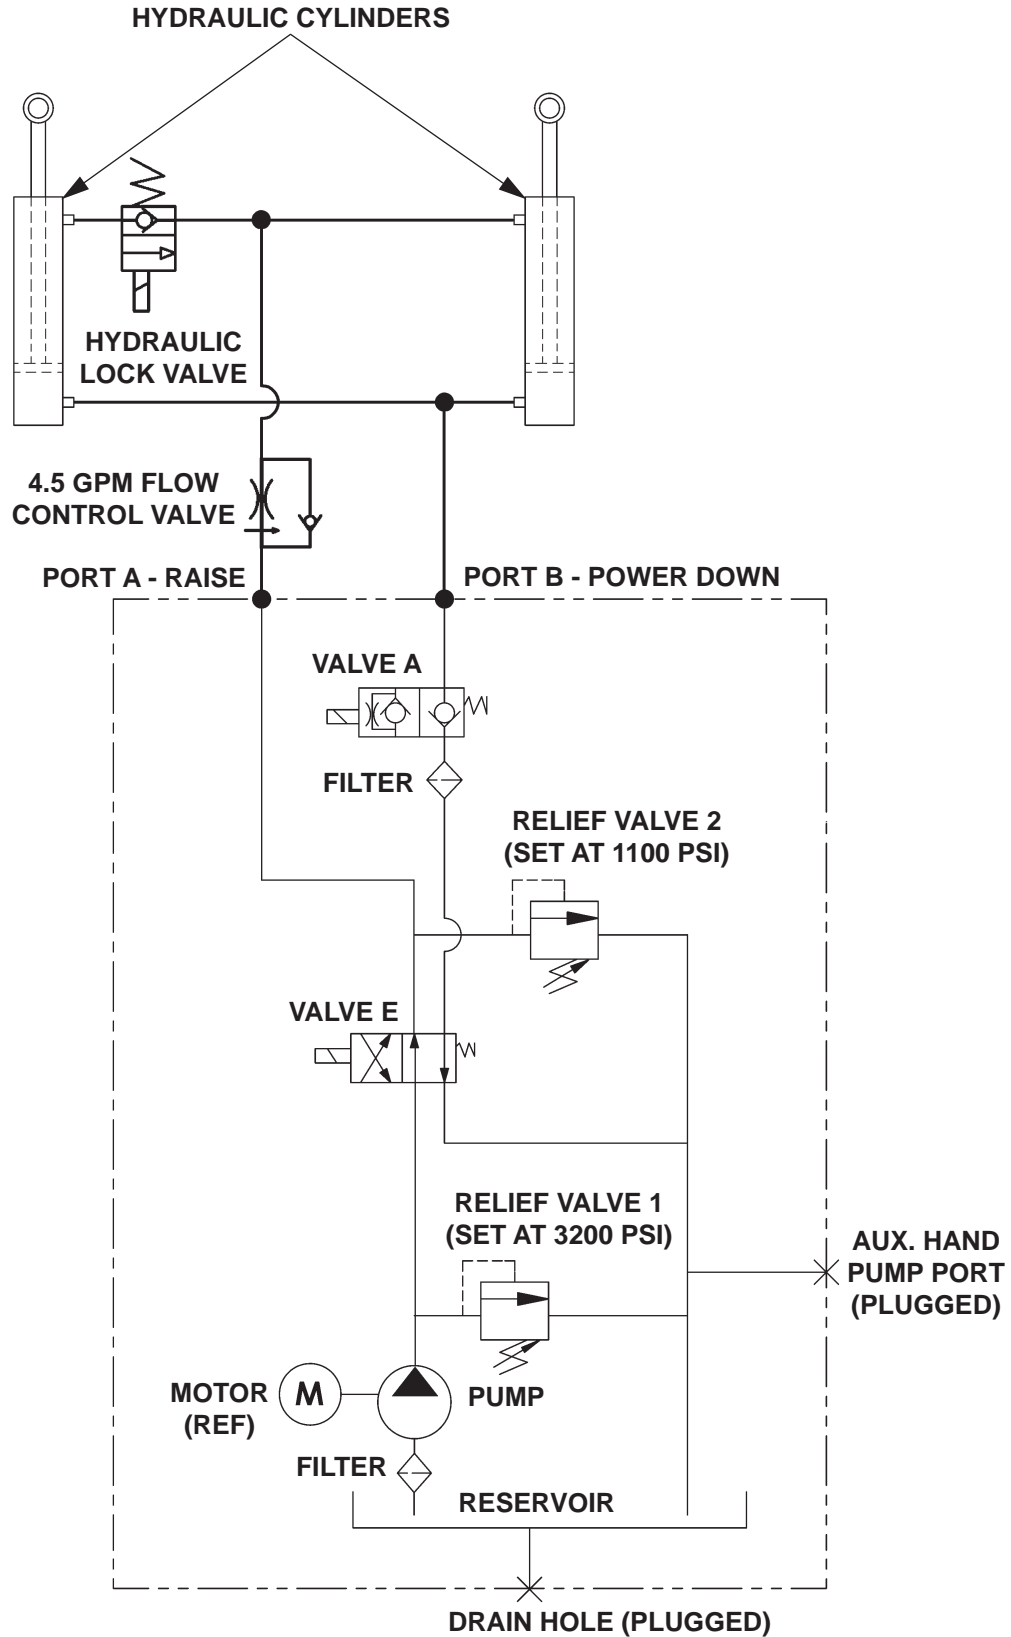 HYDRAULIC CYLINDERS
HYDRAULIC
LOCK VALVE
4.5 GPM FLOW
CONTROL VALVE
PORT A - RAISE
PORT B - POWER DOWN
VALVE A
FILTER
RELIEF VALVE 2
(SET AT 1100 PSI)
VALVE E
RELIEF VALVE 1
(SET AT 3200 PSI)
AUX. HAND
PUMP PORT
(PLUGGED)
MOTOR
(REF)
M
PUMP
FILTER
RESERVOIR
DRAIN HOLE (PLUGGED)